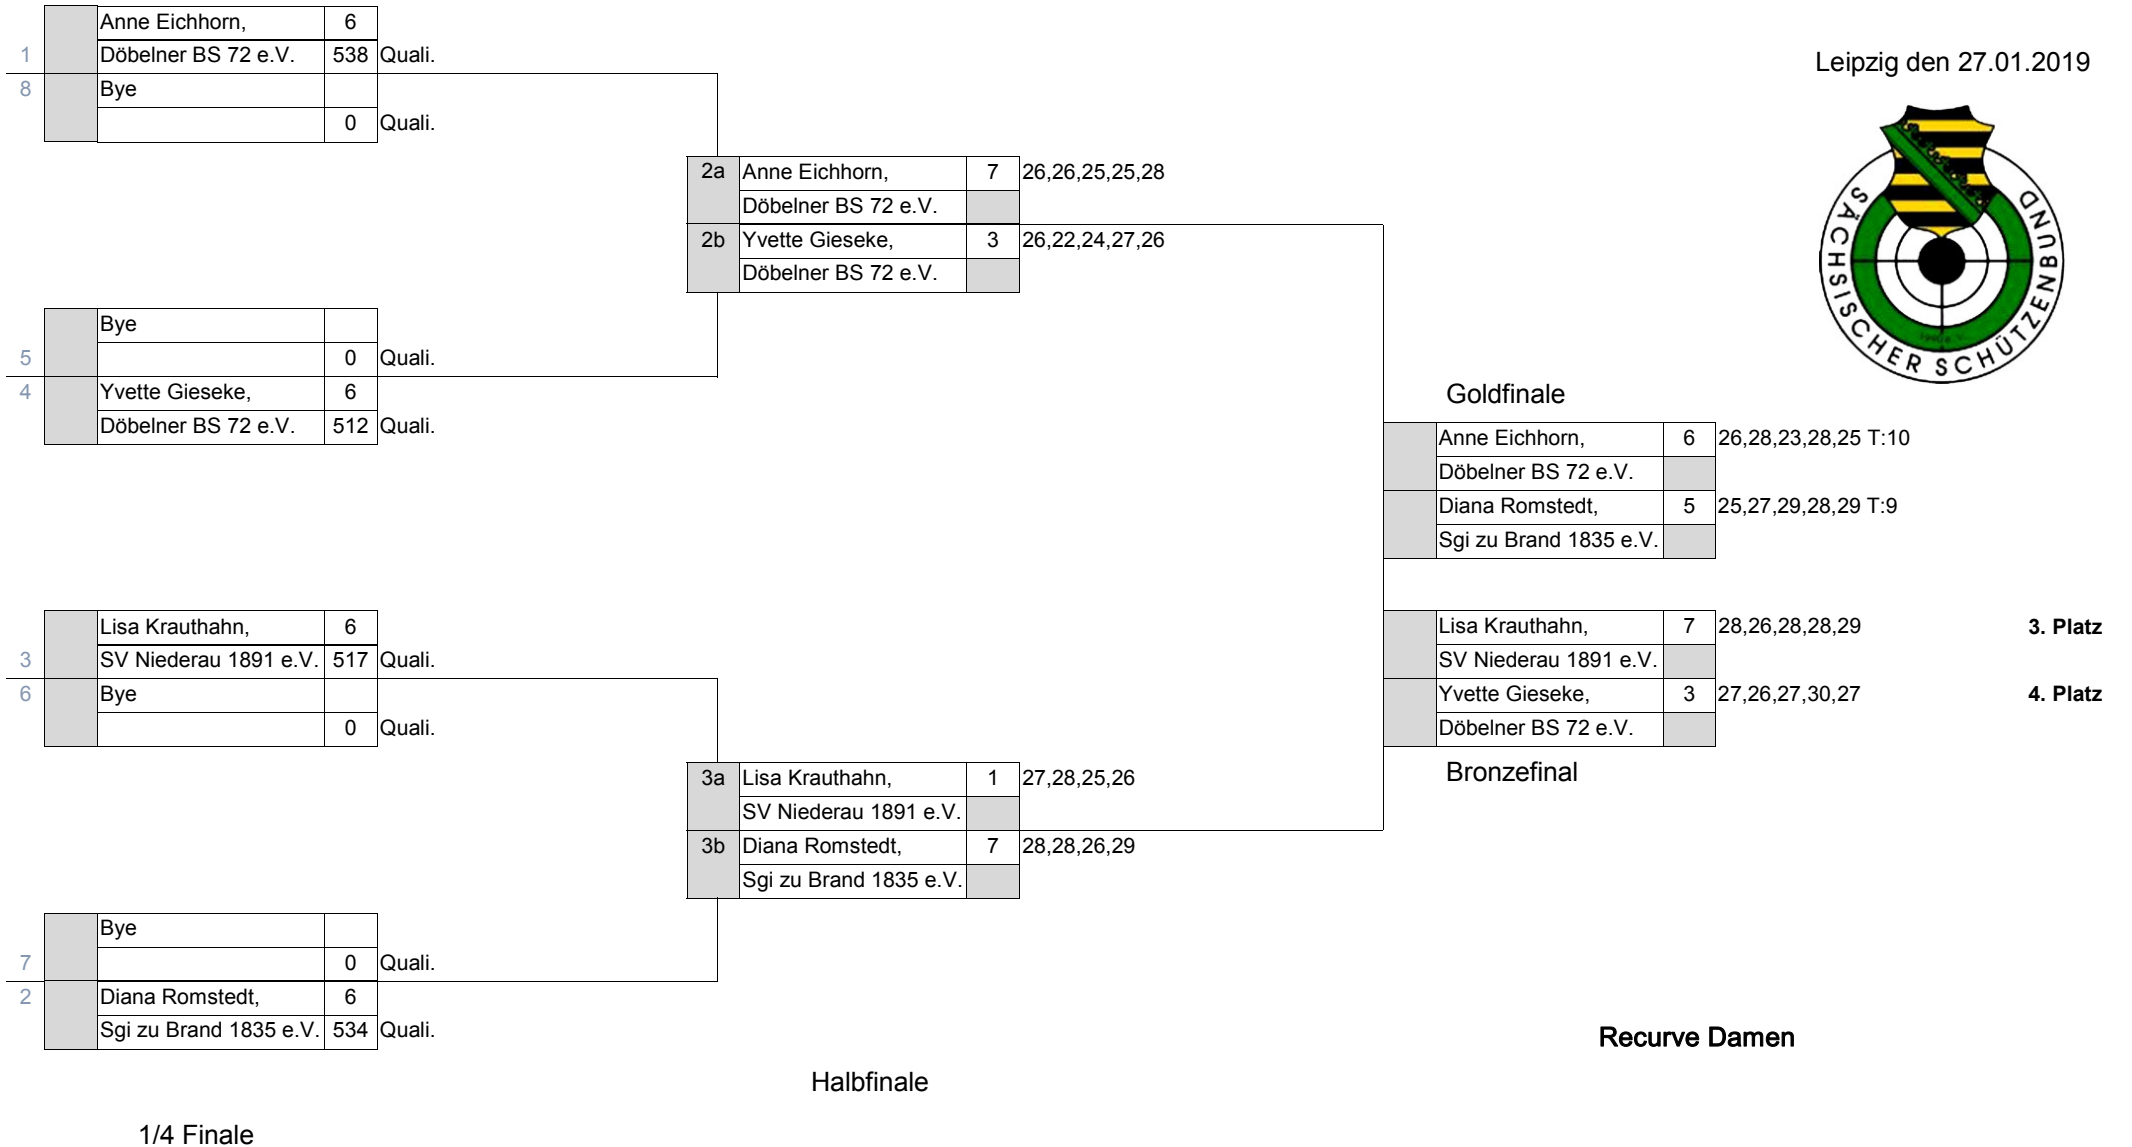 Anne Eichhorn, 6
1 Döbelner BS 72 e.V. 538 Quali.
8 Bye
0 Quali.
Leipzig den 27.01.2019
SÄCHSISCHER SCHÜTZENBUND
2a Anne Eichhorn, 7 26,26,25,25,28
Döbelner BS 72 e.V.
2b Yvette Gieseke, 3 26,22,24,27,26
Döbelner BS 72 e.V.
Bye
5 0 Quali.
4 Yvette Gieseke, 6
Döbelner BS 72 e.V. 512 Quali.
Goldfinale
Anne Eichhorn, 6 26,28,23,28,25 T:10
Döbelner BS 72 e.V.
Diana Romstedt, 5 25,27,29,28,29 T:9
Sgi zu Brand 1835 e.V.
Lisa Krauthahn, 6
3 SV Niederau 1891 e.V. 517 Quali.
6 Bye
0 Quali.
Lisa Krauthahn, 7 28,26,28,28,29 3. Platz
SV Niederau 1891 e.V.
Yvette Gieseke, 3 27,26,27,30,27 4. Platz
Döbelner BS 72 e.V.
Bronzefinal
3a Lisa Krauthahn, 1 27,28,25,26
SV Niederau 1891 e.V.
3b Diana Romstedt, 7 28,28,26,29
Sgi zu Brand 1835 e.V.
Bye
7 0 Quali.
2 Diana Romstedt, 6
Sgi zu Brand 1835 e.V. 534 Quali.
Recurve Damen
Halbfinale
1/4 Finale